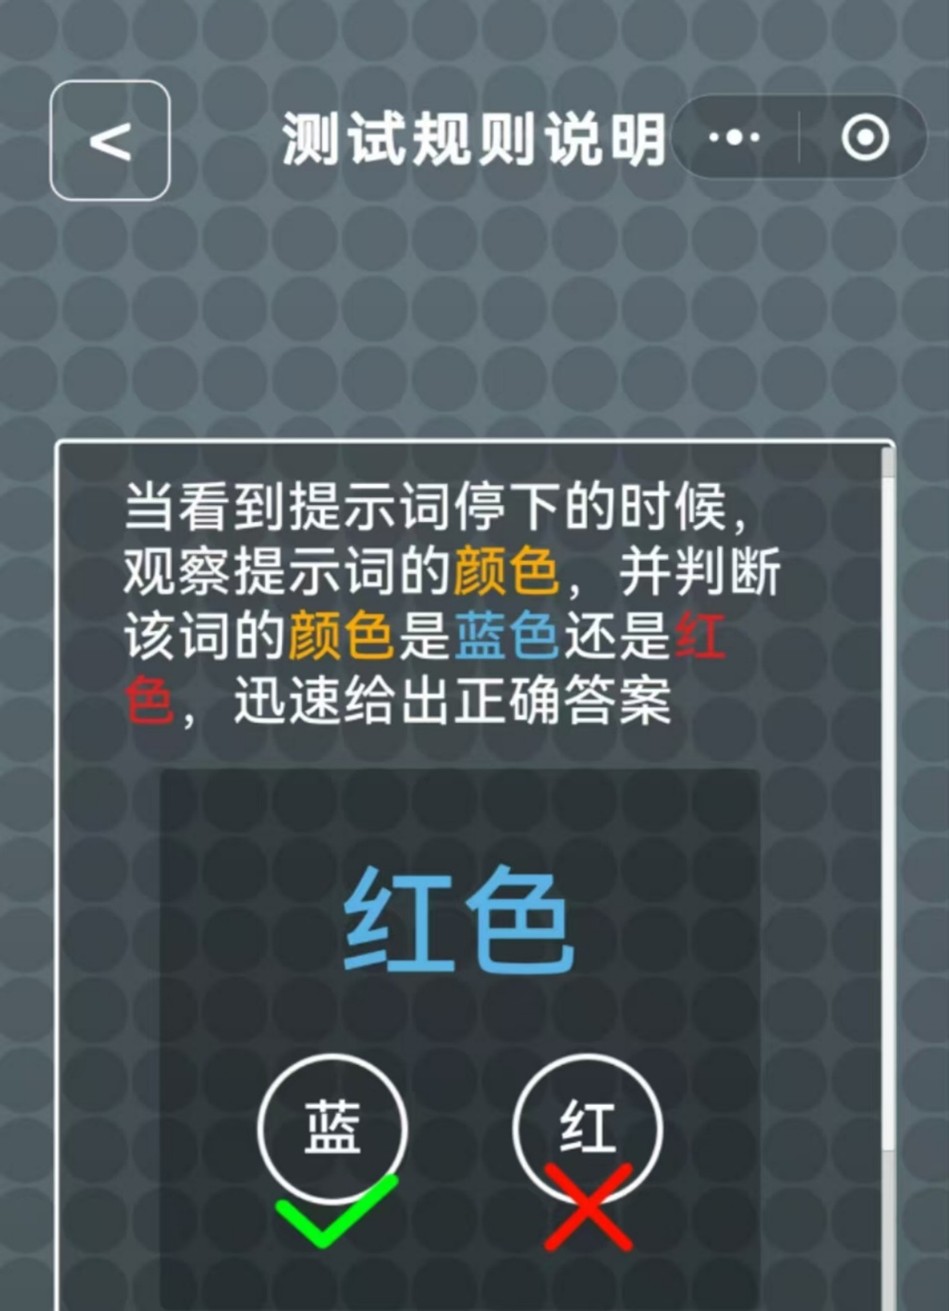 <
测试规则说明
当看到提示词停下的时候，
观察提示词的颜色，并判断
该词的颜色是蓝色还是红
色，迅速给出正确答案
红色
蓝 红